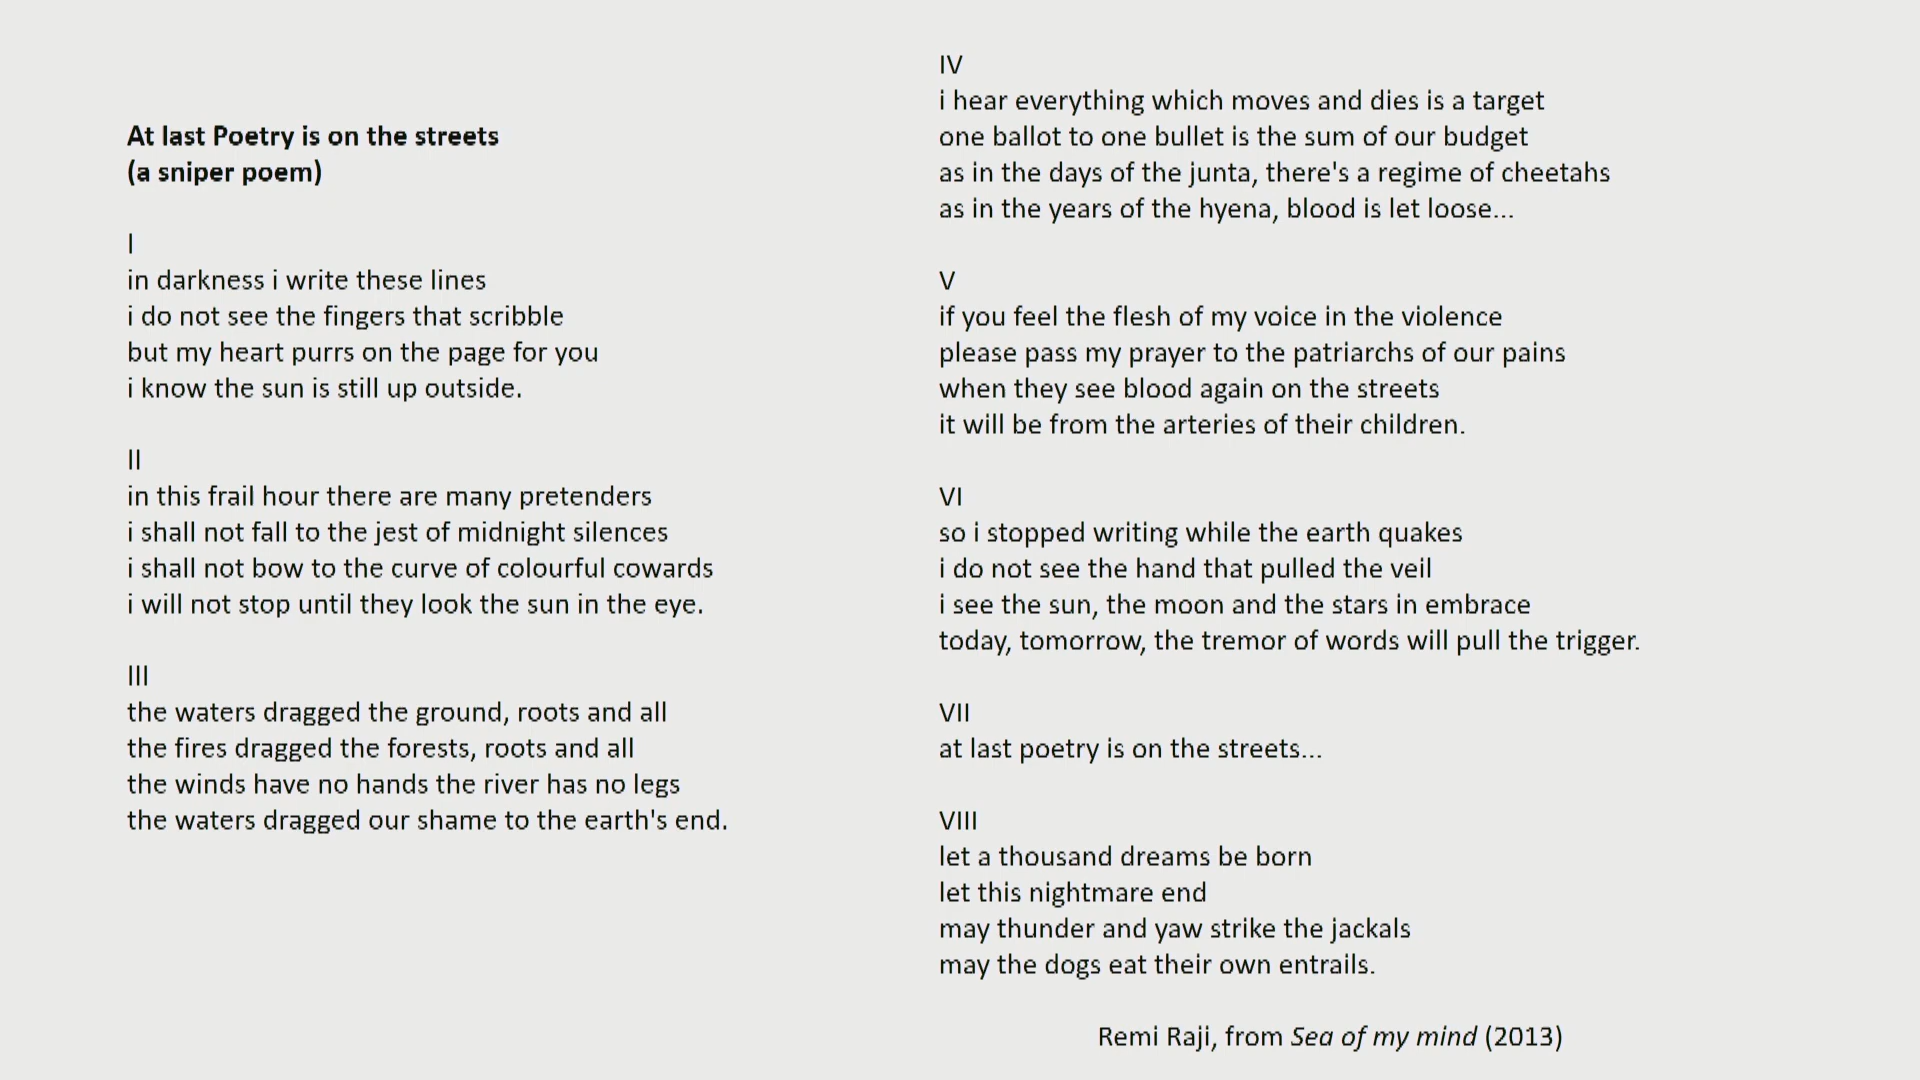 At last Poetry is on the streets
(a sniper poem)
I
in darkness i write these lines
i do not see the fingers that scribble
but my heart purrs on the page for you
i know the sun is still up outside.
II
in this frail hour there are many pretenders
i shall not fall to the jest of midnight silences
i shall not bow to the curve of colourful cowards
i will not stop until they look the sun in the eye.
III
the waters dragged the ground, roots and all
the fires dragged the forests, roots and all
the winds have no hands the river has no legs
the waters dragged our shame to the earth's end.
IV
i hear everything which moves and dies is a target
one ballot to one bullet is the sum of our budget
as in the days of the junta, there's a regime of cheetahs
as in the years of the hyena, blood is let loose...
V
if you feel the flesh of my voice in the violence
please pass my prayer to the patriarchs of our pains
when they see blood again on the streets
it will be from the arteries of their children.
VI
so i stopped writing while the earth quakes
i do not see the hand that pulled the veil
i see the sun, the moon and the stars in embrace
today, tomorrow, the tremor of words will pull the trigger.
VII
at last poetry is on the streets...
VIII
let a thousand dreams be born
let this nightmare end
may thunder and yaw strike the jackals
may the dogs eat their own entrails.
Remi Raji, from Sea of my mind (2013)